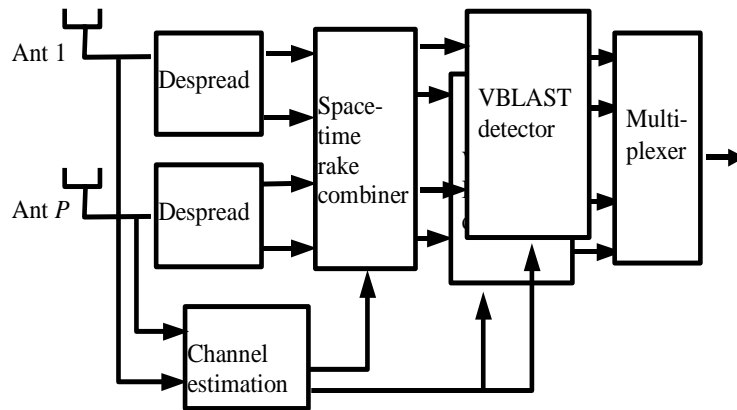 Ant 1
Despread
Space-
time
rake
combiner
VBLAST
detector
Multi-
plexer
Ant P
Despread
Channel
estimation